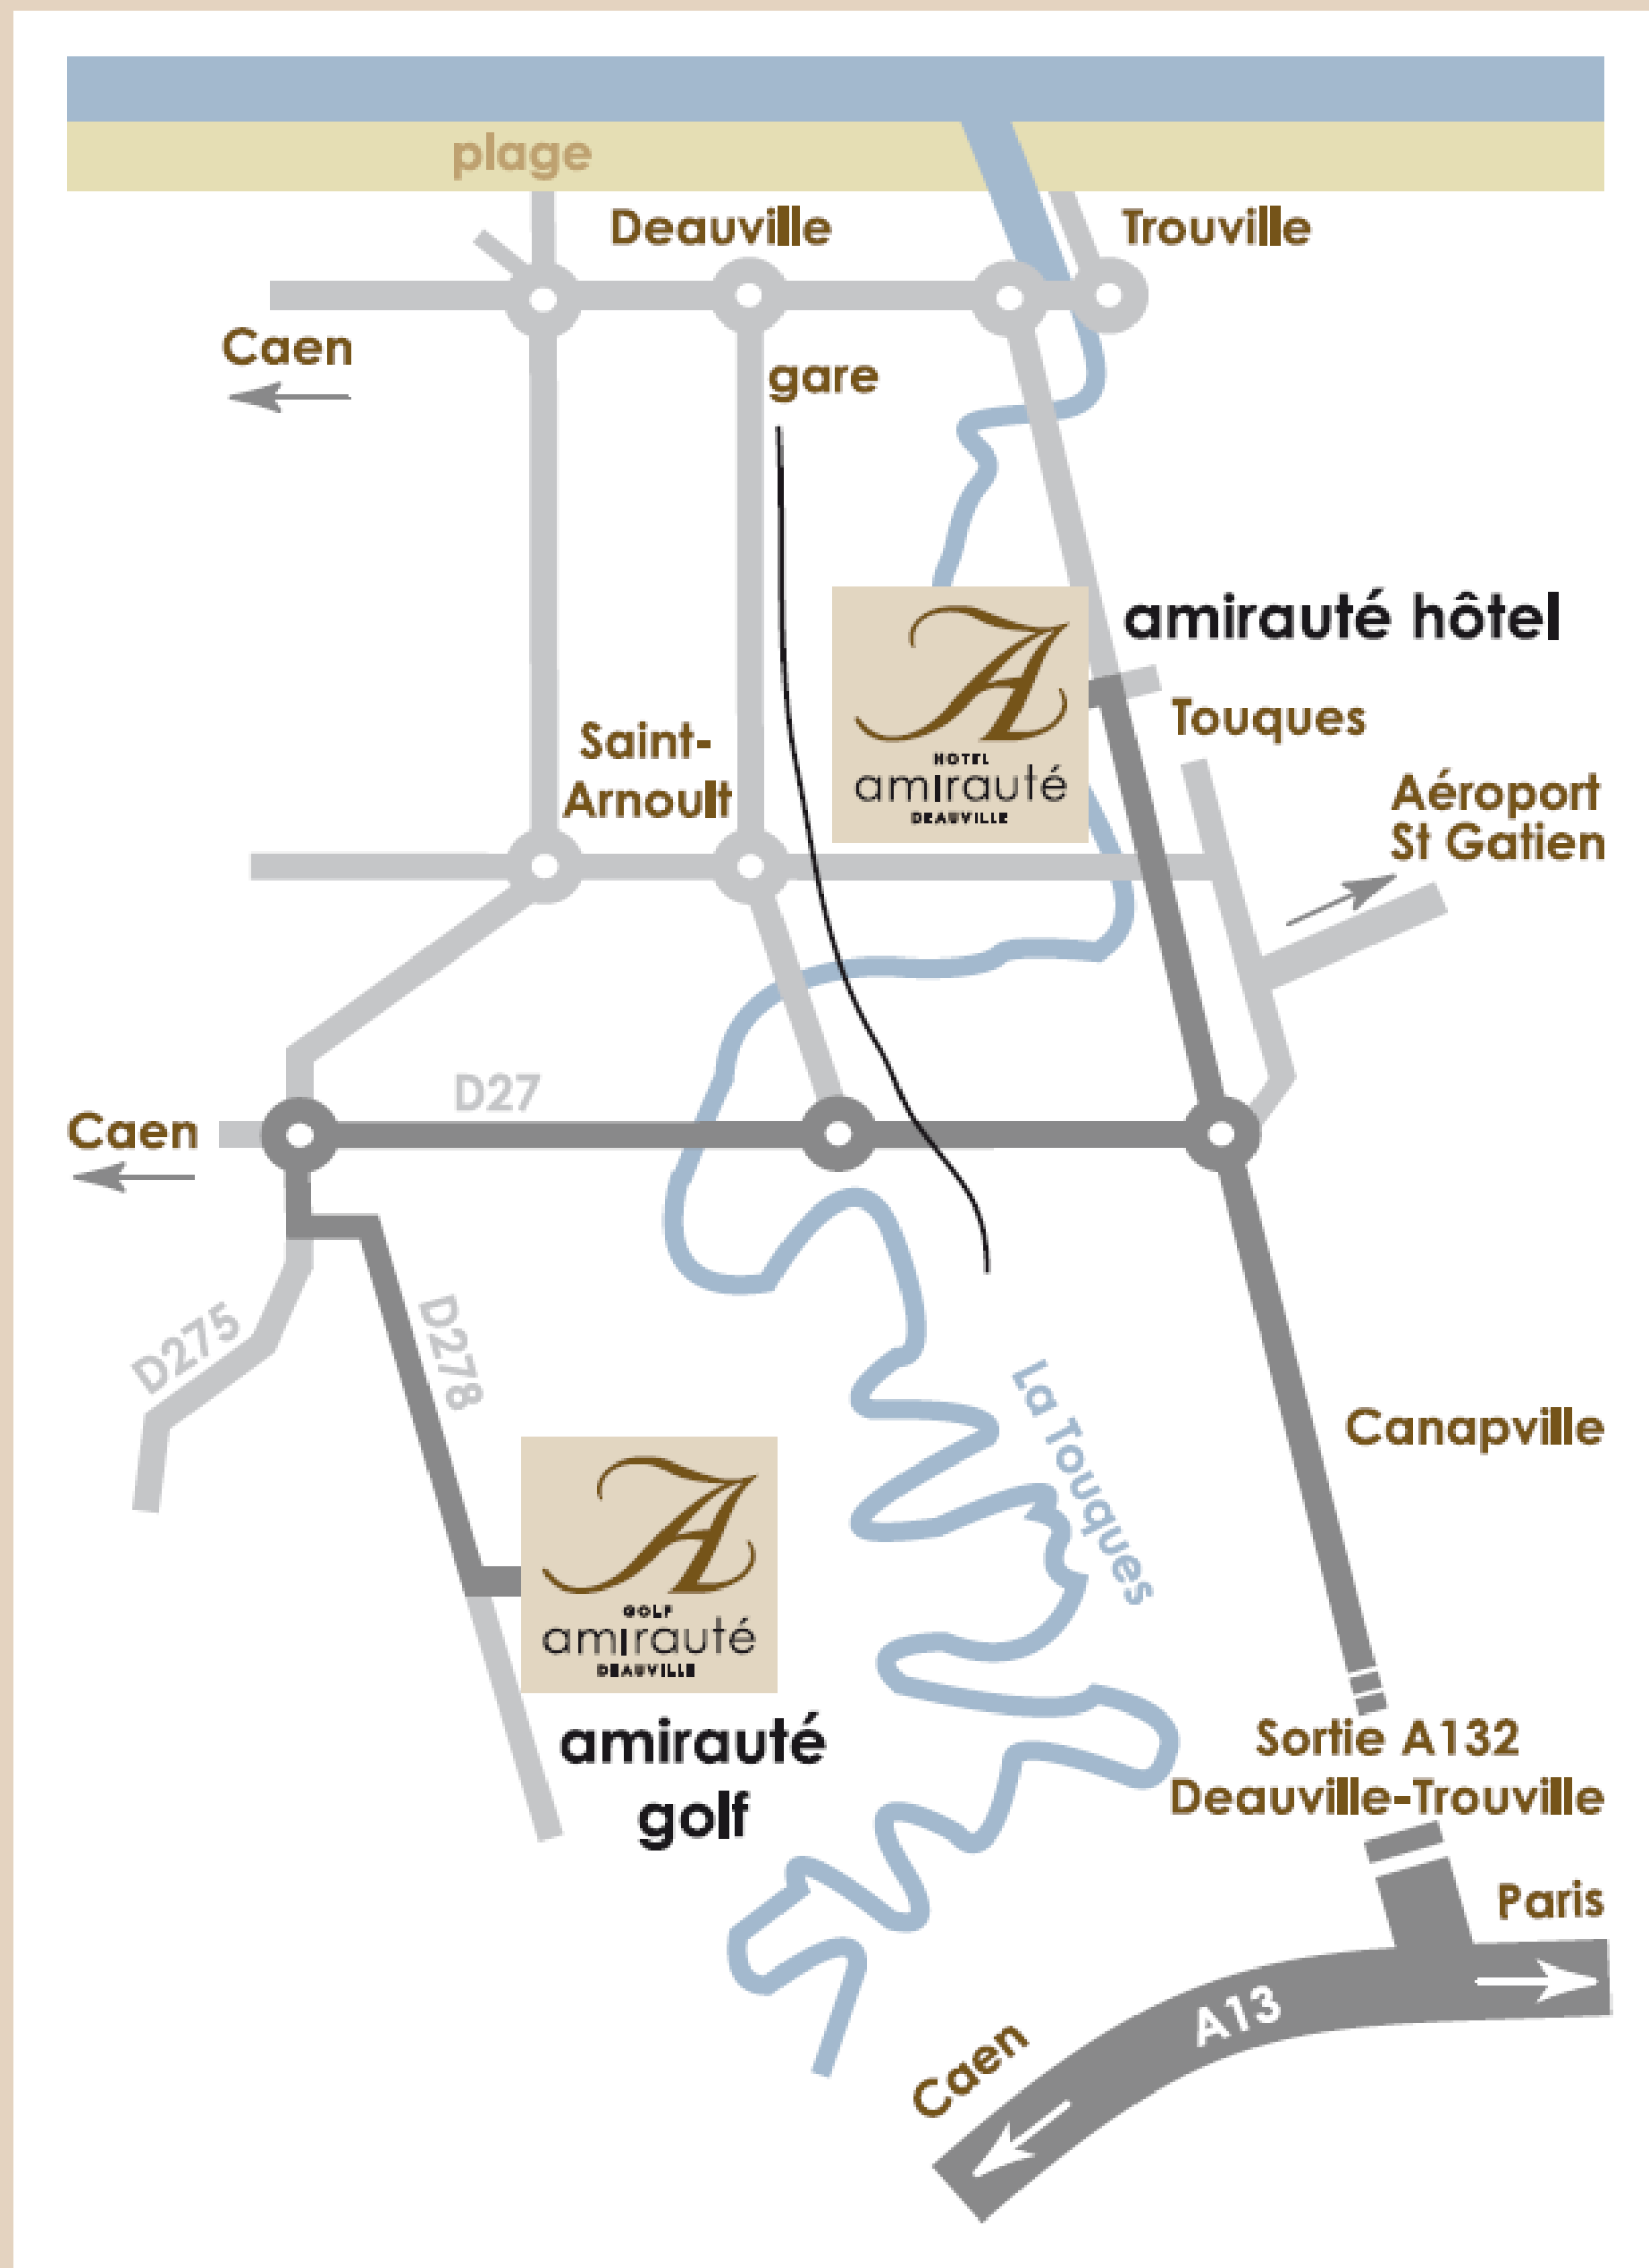 plage
Deauville
Trouville
Caen
gare
amirauté hôtel
A
HOTEL
amirauté
DEAUVILLE
Touques
Saint-
Arnoult
Aéroport
St Gatien
D27
Caen
D275
D278
La Touques
Canapville
A
GOLF
amirauté
DEAUVILLE
amirauté
golf
Sortie A132
Deauville-Trouville
Paris
A13
Caen